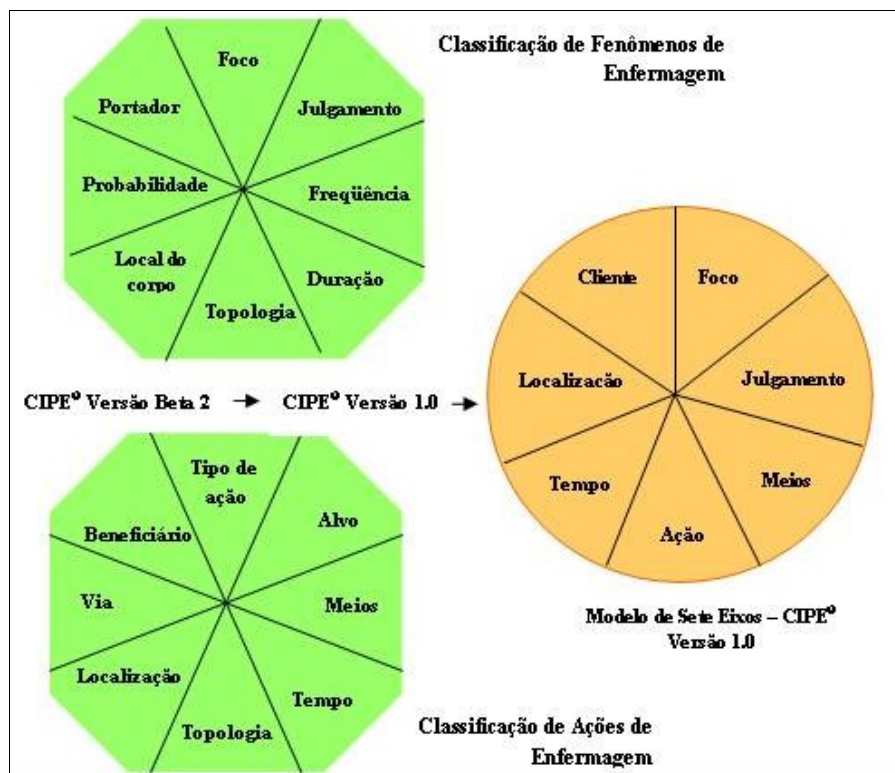 Classificação de Fenômenos de
Enfermagem
Foco
Julgamento
Freqüência
Duração
Topologia
Local do
corpo
Probabilidade
Portador
CIPE® Versão Beta 2
CIPE® Versão 1.0
Tipo de
ação
Alvo
Meios
Tempo
Topologia
Localização
Via
Beneficiário
Classificação de Ações de
Enfermagem
Foco
Julgamento
Meios
Ação
Tempo
Localizacão
Cliente
Modelo de Sete Eixos – CIPE®
Versão 1.0